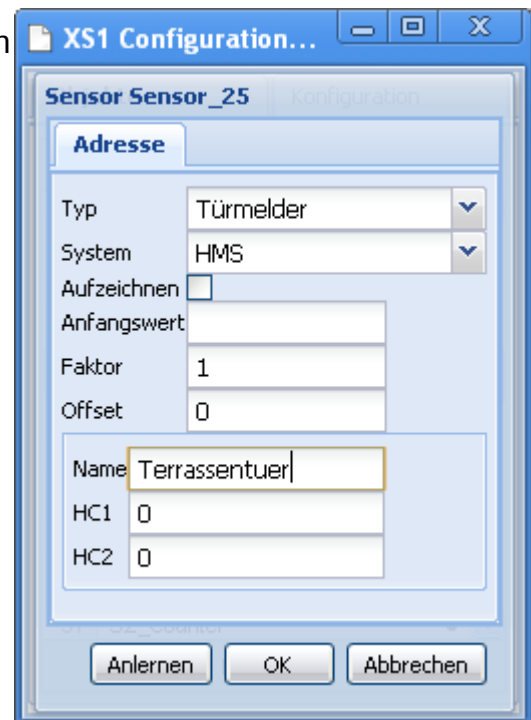 n
XS1 Configuration...
Sensor Sensor_25
Konfiguration
Adresse
Typ Türmelder
System HMS
Aufzeichnen
Anfangswert
Faktor 1
Offset 0
Name Terrassentuer
HC1 0
HC2 0
Anlernen OK Abbrechen